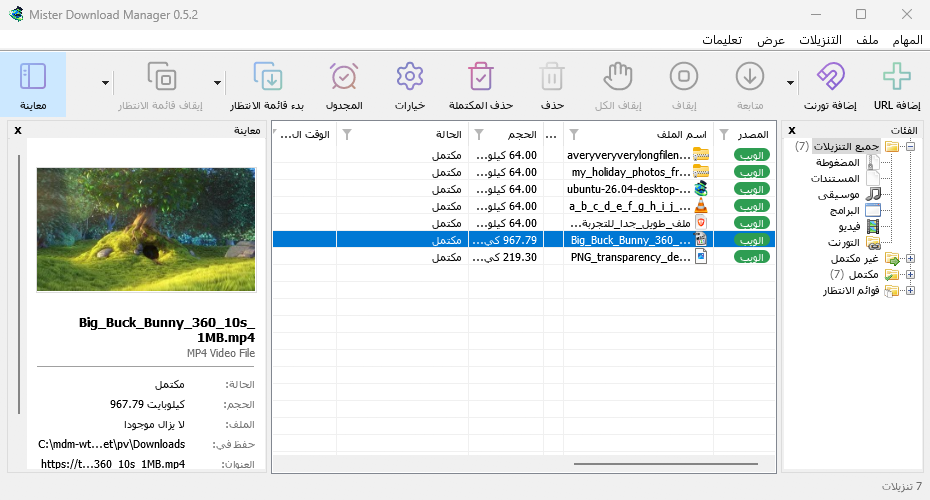 Mister Download Manager 0.5.2
المهام ملف التنزيلات عرض تعليمات
إضافة URL
إضافة تورنت
متابعة
إيقاف
إيقاف الكل
حذف
حذف المكتملة
خيارات
المجدول
بدء قائمة الانتظار
إيقاف قائمة الانتظار
معاينة
الفئات x
جميع التنزيلات (7)
المضغوطة
المستندات
موسيقى
البرامج
فيديو
التورنت
غير مكتمل
مكتمل (7)
قوائم الانتظار
المصدر اسم الملف ... الحجم الحالة الوقت ال...
الويب averyveryverylongfilen... 64.00 كيلو... مكتمل
الويب my_holiday_photos_fr... 64.00 كيلو... مكتمل
الويب ubuntu-26.04-desktop-... 64.00 كيلو... مكتمل
الويب a_b_c_d_e_f_g_h_i_j_... 64.00 كيلو... مكتمل
الويب ملف_طويل_جدا_للتجربة... 64.00 كيلو... مكتمل
الويب Big_Buck_Bunny_360_... 967.79 كي... مكتمل
الويب PNG_transparency_de... 219.30 كي... مكتمل
معاينة x
Big_Buck_Bunny_360_10s_
1MB.mp4
MP4 Video File
الحالة: مكتمل
الحجم: 967.79 كيلوبايت
الملف: لا يزال موجودا
حفظ في: C:\mdm-wt...et\pv\Downloads
العنوان: https://t...360_10s_1MB.mp4
7 تنزيلات